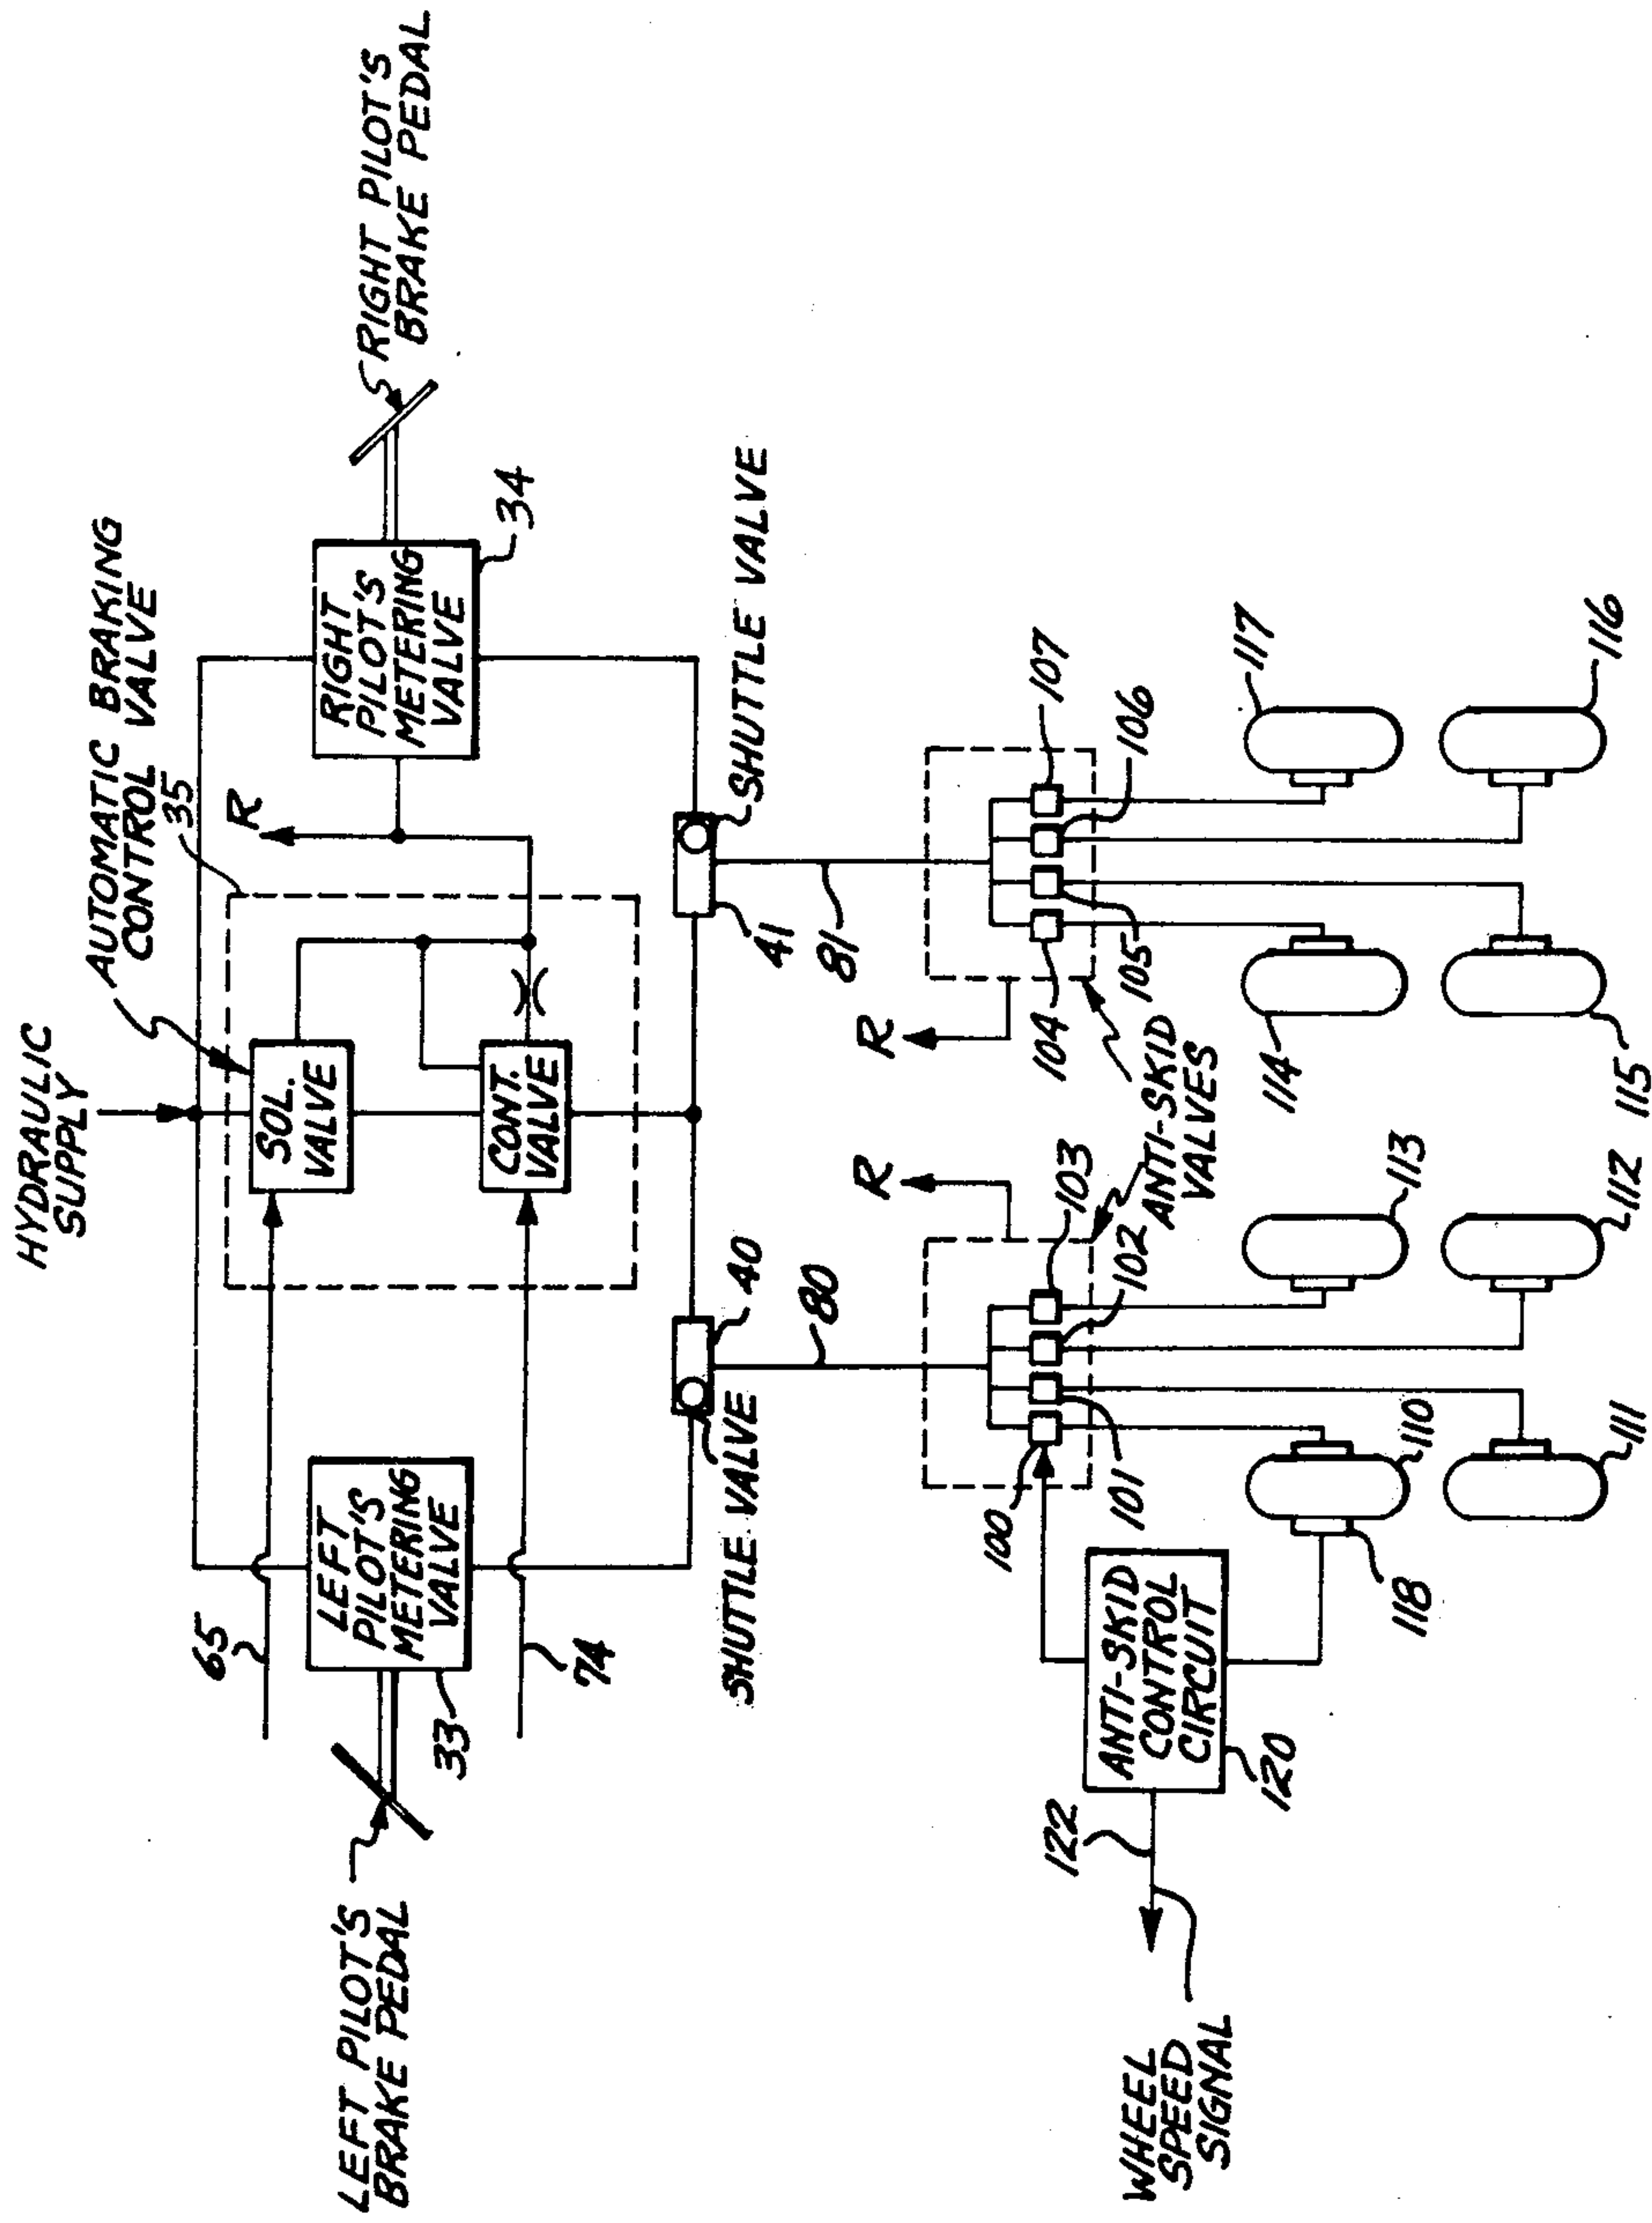 HYDRAULIC
SUPPLY
AUTOMATIC BRAKING
CONTROL VALVE
35
R
65
SOL.
VALVE
LEFT
PILOT'S
METERING
VALVE
RIGHT
PILOT'S
METERING
VALVE
LEFT PILOT'S
BRAKE PEDAL
RIGHT PILOT'S
BRAKE PEDAL
33
34
74
CONT.
VALVE
SHUTTLE VALVE
40
41
SHUTTLE VALVE
80
81
R
R
100
101
102
103
104
105
106
107
ANTI-SKID
VALVES
122
ANTI-SKID
CONTROL
CIRCUIT
120
WHEEL
SPEED
SIGNAL
118
110
113
114
117
111
112
115
116